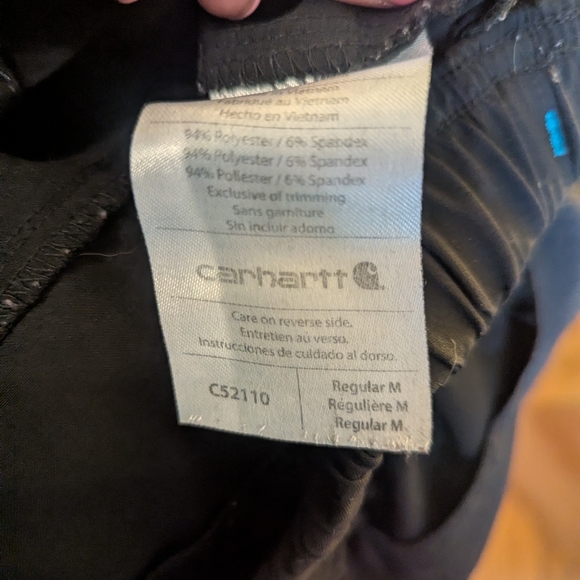 Fabriqué au Vietnam
Hecho en Vietnam
94% Polyester / 6% Spandex
94% Polyester / 6% Spandex
94% Poliester / 6% Spandex
Exclusive of trimming
Sans garniture
Sin incluir adorno
carhartt
Care on reverse side.
Entretien au verso.
Instrucciones de cuidado al dorso.
C52110
Regular M
Régulière M
Regular M